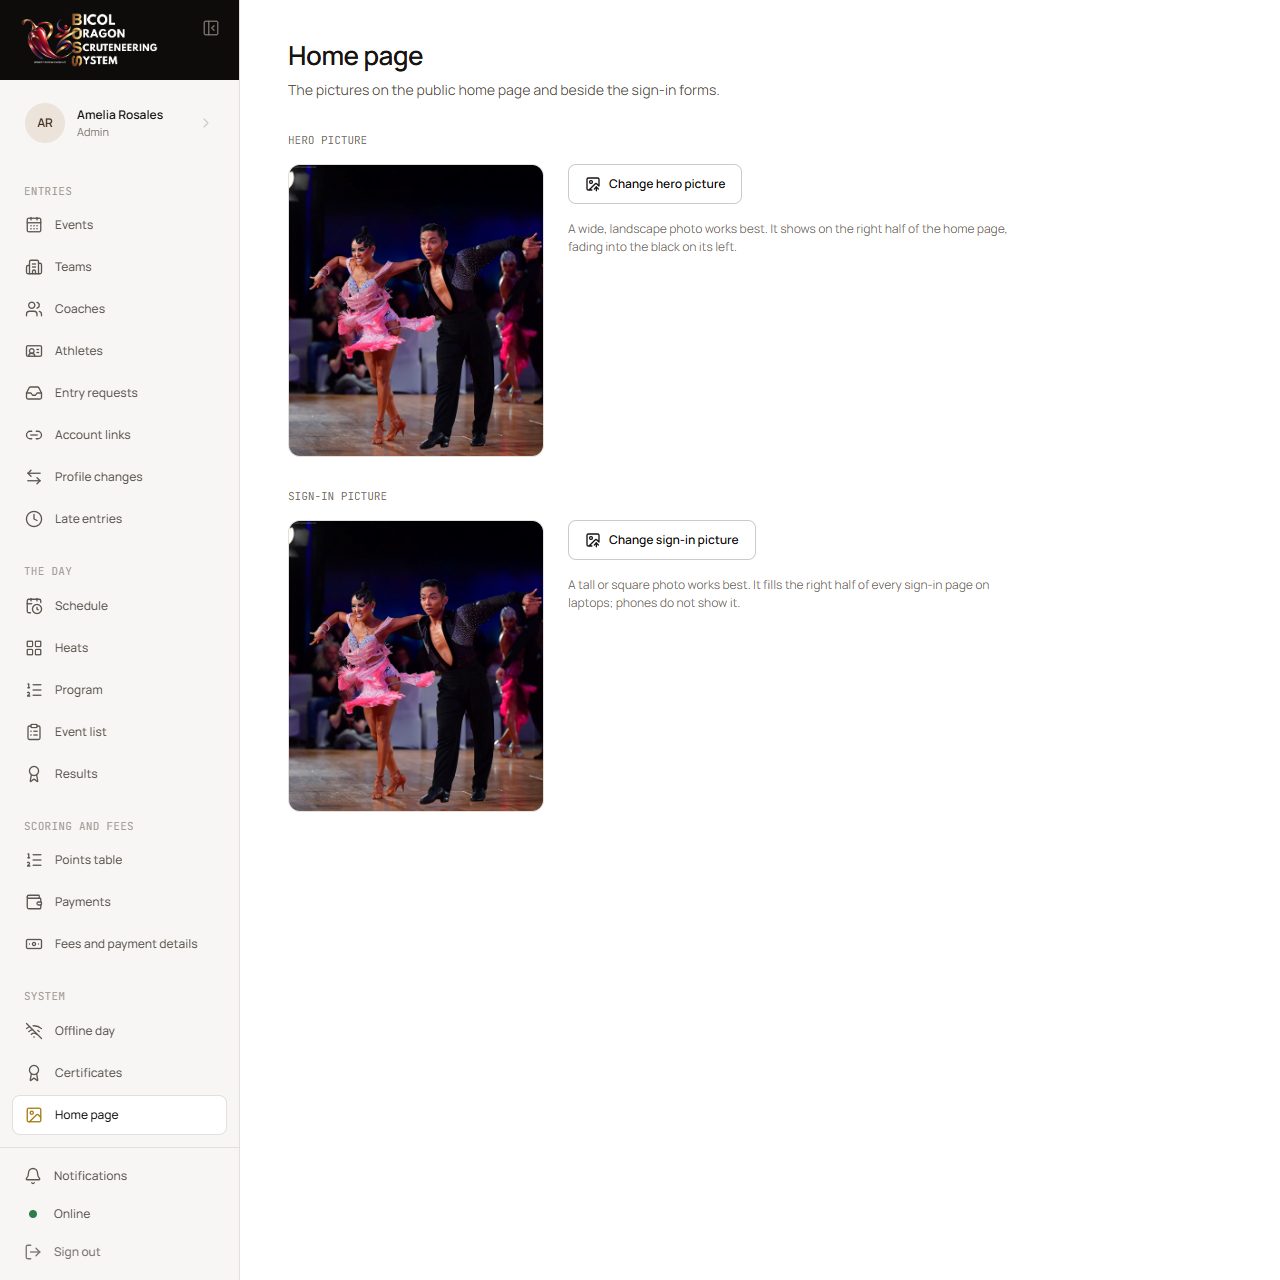 BICOL
DRAGON
SCRUTENEERING
SYSTEM
AR
Amelia Rosales
Admin
ENTRIES
Events
Teams
Coaches
Athletes
Entry requests
Account links
Profile changes
Late entries
THE DAY
Schedule
Heats
Program
Event list
Results
SCORING AND FEES
Points table
Payments
Fees and payment details
SYSTEM
Offline day
Certificates
Home page
Notifications
Online
Sign out
Home page
The pictures on the public home page and beside the sign-in forms.
HERO PICTURE
Change hero picture
A wide, landscape photo works best. It shows on the right half of the home page,
fading into the black on its left.
SIGN-IN PICTURE
Change sign-in picture
A tall or square photo works best. It fills the right half of every sign-in page on
laptops; phones do not show it.